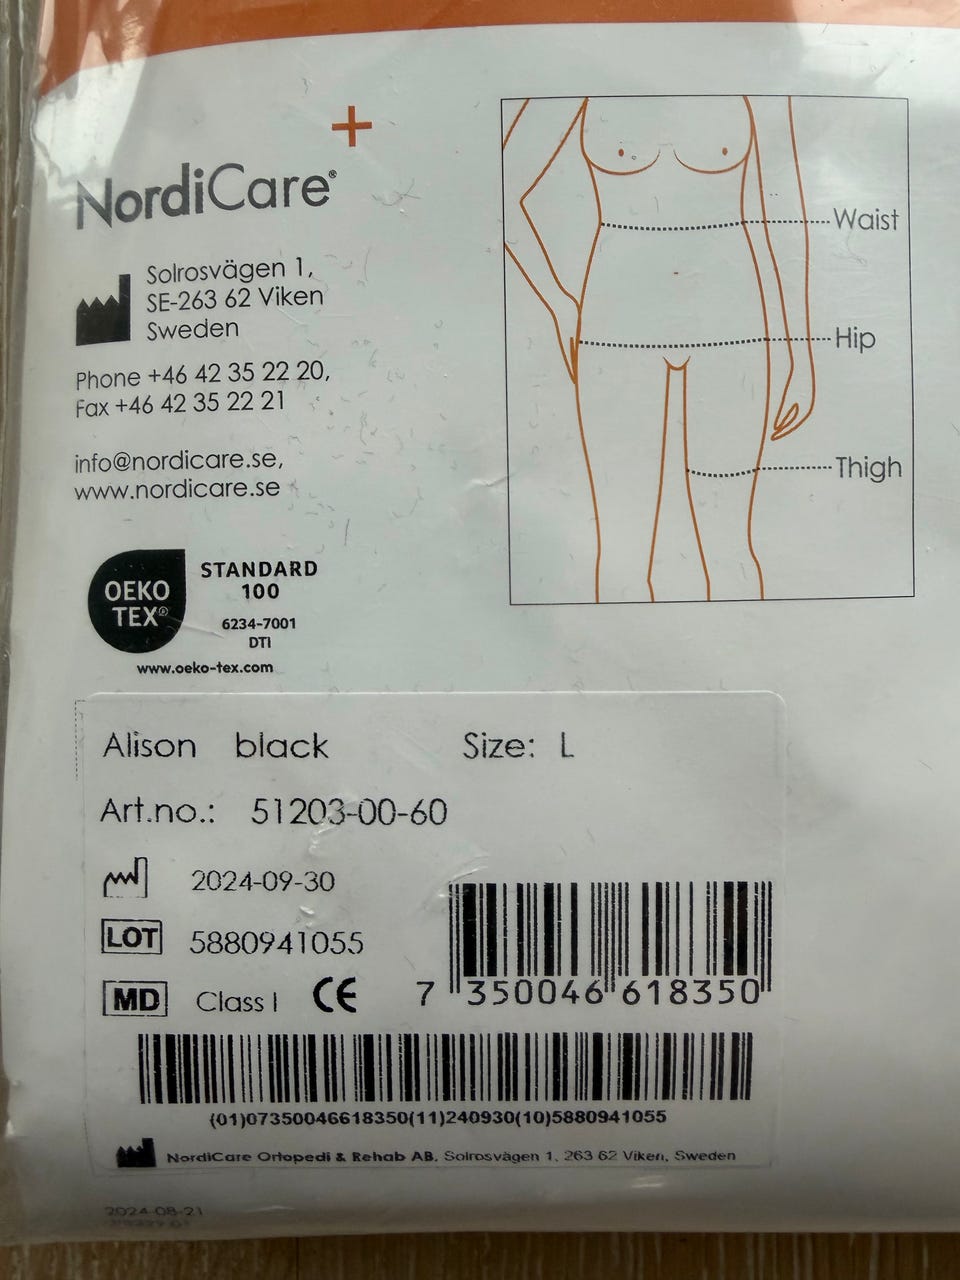 NordiCare®
Solrosvägen 1,
SE-263 62 Viken
Sweden
Phone +46 42 35 22 20,
Fax +46 42 35 22 21
info@nordicare.se,
www.nordicare.se
OEKO
TEX®
STANDARD
100
6234-7001
DTI
www.oeko-tex.com
Waist
Hip
Thigh
Alison black Size: L
Art.no.: 51203-00-60
2024-09-30
LOT 5880941055
MD Class I CE
7 350046 618350
(01)07350046618350(11)240930(10)5880941055
NordiCare Ortopedi & Rehab AB, Solrosvägen 1, 263 62 Viken, Sweden
2024-08-21